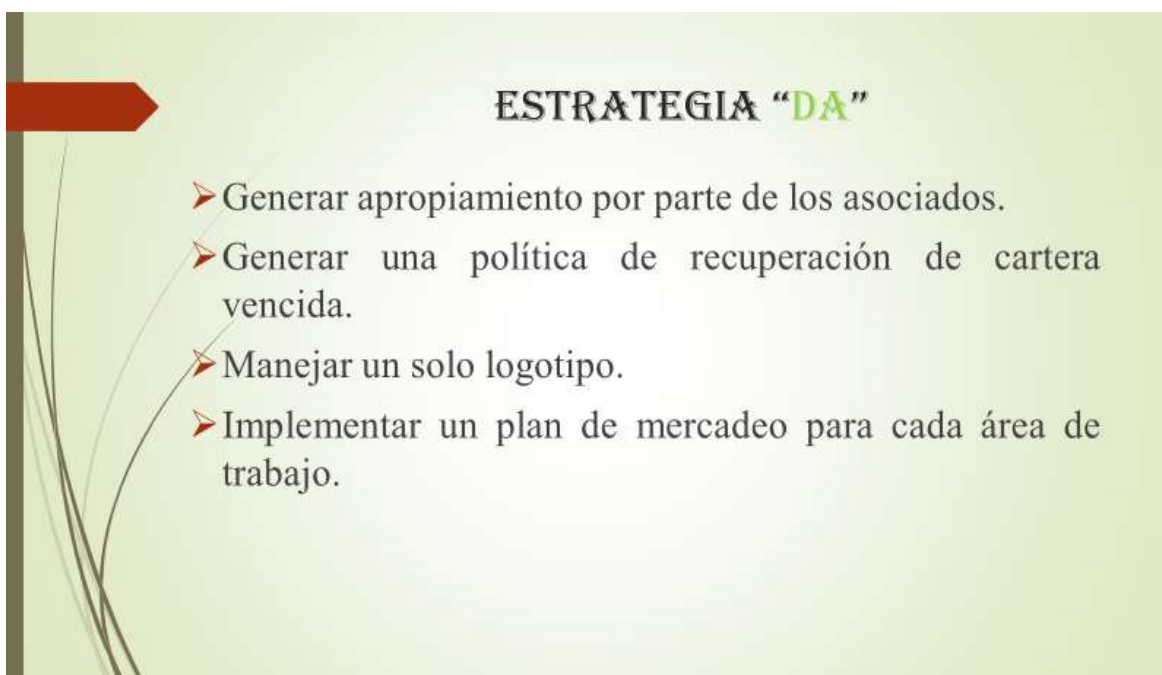 ESTRATEGIA “DA”
➢Generar apropiamiento por parte de los asociados.
➢Generar una política de recuperación de cartera
vencida.
➢Manejar un solo logotipo.
➢Implementar un plan de mercadeo para cada área de
trabajo.